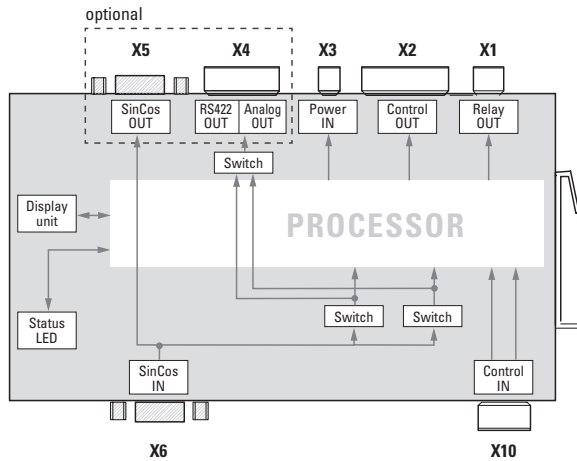 optional
X5 X4 X3 X2 X1
SinCos OUT
RS422 OUT
Analog OUT
Power IN
Control OUT
Relay OUT
Switch
Display unit
PROCESSOR
Status LED
Switch
Switch
SinCos IN
Control IN
X6 X10